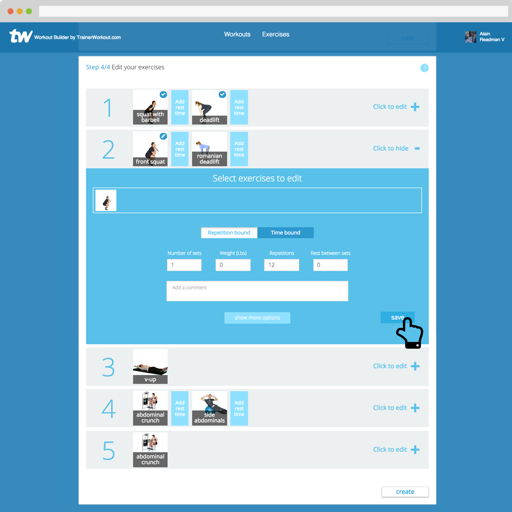 tw Workout Builder by TrainerWorkout.com
Workouts
Exercises
Alain
Readman V
Step 4/4 Edit your exercises
?
1
squat with
barbell
Add
rest
time
deadlift
Add
rest
time
Click to edit +
2
front squat
Add
rest
time
romanian
deadlift
Click to hide -
Select exercises to edit
Repetition bound
Time bound
Number of sets
Weight (Lbs)
Repetitions
Rest between sets
1
0
12
0
Add a comment
show more options
save
3
v-up
Click to edit +
4
abdominal
crunch
Add
rest
time
side
abdominals
Add
rest
time
Click to edit +
5
abdominal
crunch
Click to edit +
create